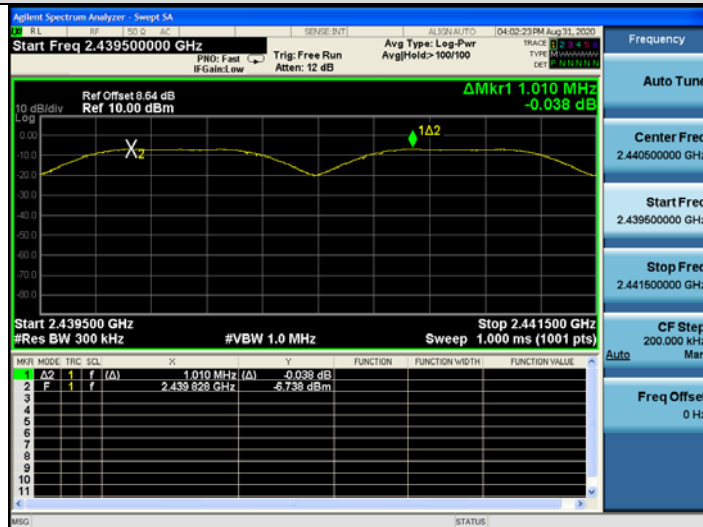 Agilent Spectrum Analyzer - Swept SA
RL RF 50 Ω AC SENSE:INT ALIGN AUTO 04:02:23 PM Aug 31, 2020
Start Freq 2.439500000 GHz
PNO: Fast
IFGain:Low
Trig: Free Run
Atten: 12 dB
Avg Type: Log-Pwr
Avg|Hold:> 100/100
TRACE 1 2 3 4 5 6
TYPE M
DET P N N N N N
Ref Offset 8.64 dB
Ref 10.00 dBm
10 dB/div
Log
ΔMkr1 1.010 MHz
-0.038 dB
0.00
-10.0
-20.0
-30.0
-40.0
-50.0
-60.0
-70.0
-80.0
X2
1Δ2
Start 2.439500 GHz
#Res BW 300 kHz
#VBW 1.0 MHz
Stop 2.441500 GHz
Sweep 1.000 ms (1001 pts)
MKR MODE TRC SCL X Y FUNCTION FUNCTION WIDTH FUNCTION VALUE
1 Δ2 1 f (Δ) 1.010 MHz (Δ) -0.038 dB
2 F 1 f 2.439 828 GHz -6.738 dBm
3
4
5
6
7
8
9
10
11
MSG
STATUS
Frequency
Auto Tune
Center Freq
2.440500000 GHz
Start Freq
2.439500000 GHz
Stop Freq
2.441500000 GHz
CF Step
200.000 kHz
Auto Man
Freq Offset
0 Hz